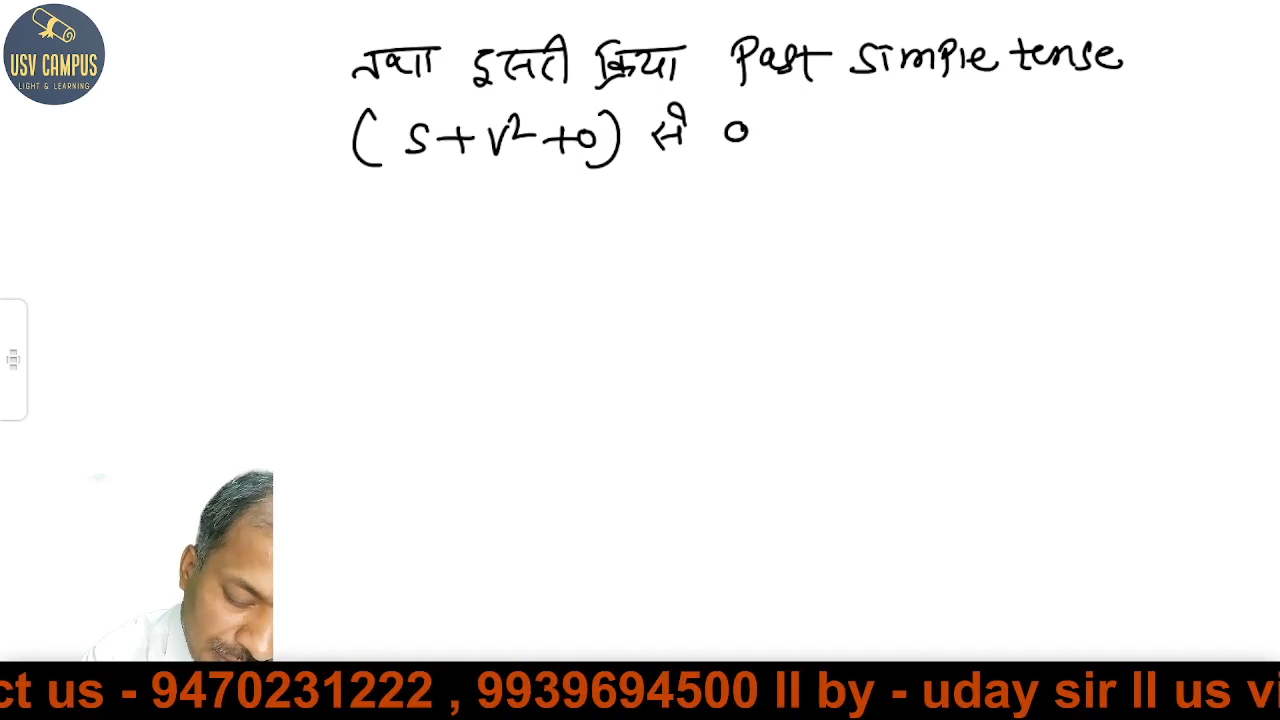 USV CAMPUS
LIGHT & LEARNING
तथा दूसरी क्रिया Past simple tense
( S + V² + O ) से
ct us - 9470231222 , 9939694500 ll by - uday sir ll us vi